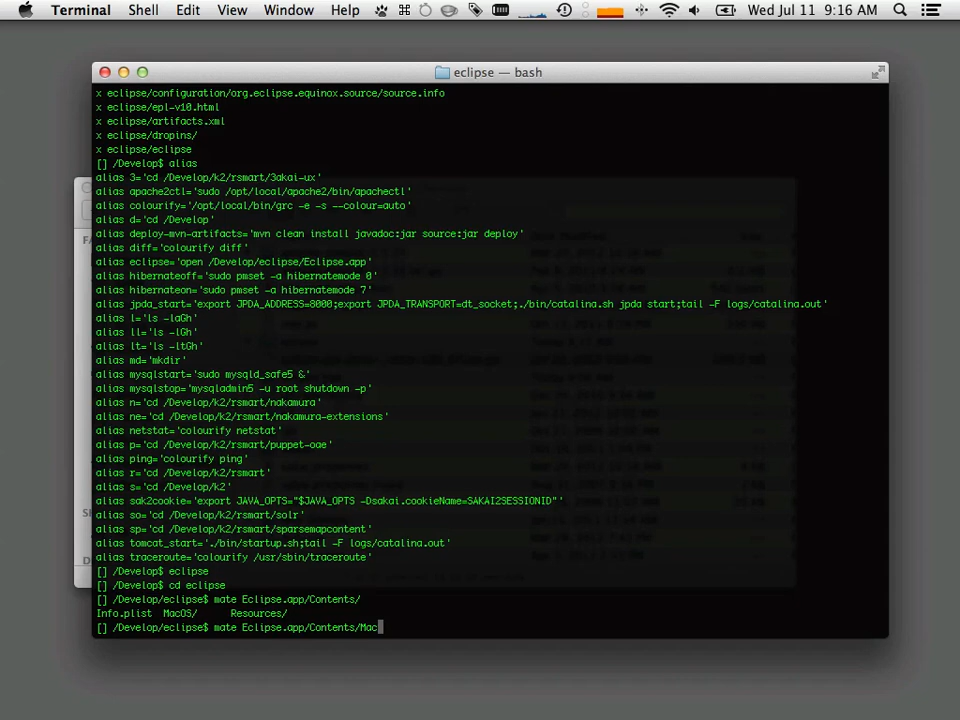 Terminal Shell Edit View Window Help Wed Jul 11 9:16 AM
eclipse — bash
x eclipse/configuration/org.eclipse.equinox.source/source.info
x eclipse/epl-v10.html
x eclipse/artifacts.xml
x eclipse/dropins/
x eclipse/eclipse
[] /Develop$ alias
alias 3='cd /Develop/k2/rsmart/3akai-ux'
alias apache2ctl='sudo /opt/local/apache2/bin/apachectl'
alias colourify='/opt/local/bin/grc -e -s --colour=auto'
alias d='cd /Develop'
alias deploy-mvn-artifacts='mvn clean install javadoc:jar source:jar deploy'
alias diff='colourify diff'
alias eclipse='open /Develop/eclipse/Eclipse.app'
alias hibernateoff='sudo pmset -a hibernatemode 0'
alias hibernateon='sudo pmset -a hibernatemode 7'
alias jpda_start='export JPDA_ADDRESS=8000;export JPDA_TRANSPORT=dt_socket;./bin/catalina.sh jpda start;tail -F logs/catalina.out'
alias l='ls -laGh'
alias ll='ls -lGh'
alias lt='ls -ltGh'
alias md='mkdir'
alias mysqlstart='sudo mysqld_safe5 &'
alias mysqlstop='mysqladmin5 -u root shutdown -p'
alias n='cd /Develop/k2/rsmart/nakamura'
alias ne='cd /Develop/k2/rsmart/nakamura-extensions'
alias netstat='colourify netstat'
alias p='cd /Develop/k2/rsmart/puppet-oae'
alias ping='colourify ping'
alias r='cd /Develop/k2/rsmart'
alias s='cd /Develop/k2'
alias sak2cookie='export JAVA_OPTS="$JAVA_OPTS -Dsakai.cookieName=SAKAI2SESSIONID"'
alias so='cd /Develop/k2/rsmart/solr'
alias sp='cd /Develop/k2/rsmart/sparsemapcontent'
alias tomcat_start='./bin/startup.sh;tail -F logs/catalina.out'
alias traceroute='colourify /usr/sbin/traceroute'
[] /Develop$ eclipse
[] /Develop$ cd eclipse
[] /Develop/eclipse$ mate Eclipse.app/Contents/
Info.plist MacOS/ Resources/
[] /Develop/eclipse$ mate Eclipse.app/Contents/Mac